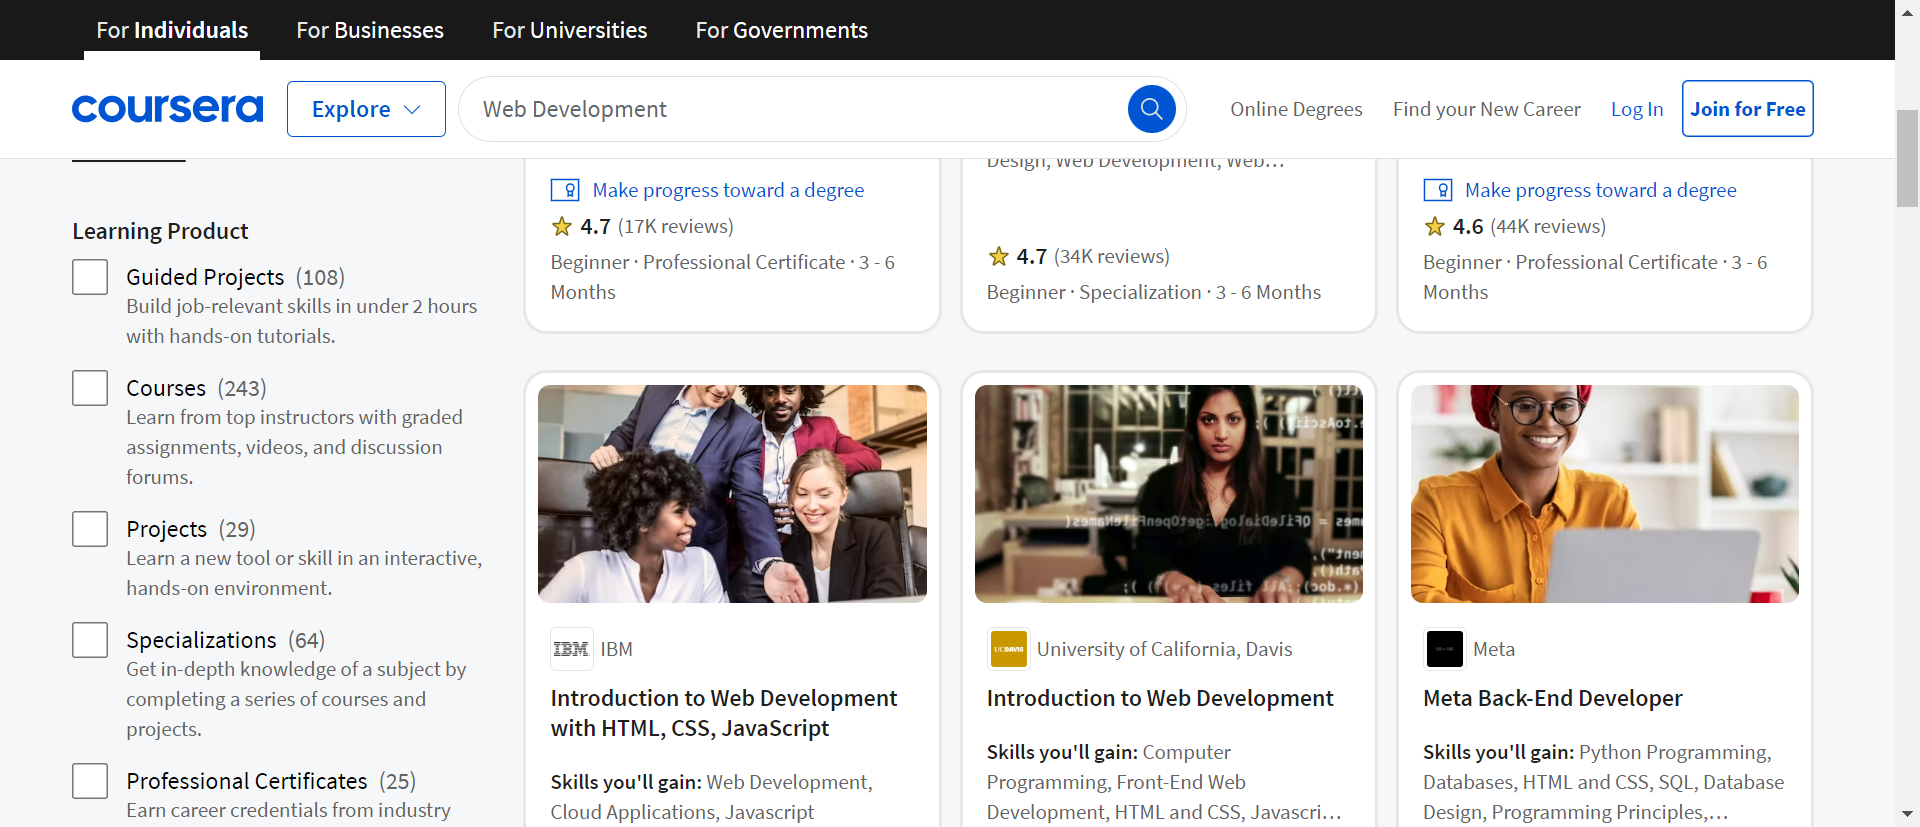 For Individuals
For Businesses
For Universities
For Governments
coursera
Explore
Web Development
Online Degrees
Find your New Career
Log In
Join for Free
Learning Product
Guided Projects (108)
Build job-relevant skills in under 2 hours
with hands-on tutorials.
Courses (243)
Learn from top instructors with graded
assignments, videos, and discussion
forums.
Projects (29)
Learn a new tool or skill in an interactive,
hands-on environment.
Specializations (64)
Get in-depth knowledge of a subject by
completing a series of courses and
projects.
Professional Certificates (25)
Earn career credentials from industry
Make progress toward a degree
4.7 (17K reviews)
Beginner · Professional Certificate · 3 - 6
Months
Design, Web Development, Web…
4.7 (34K reviews)
Beginner · Specialization · 3 - 6 Months
Make progress toward a degree
4.6 (44K reviews)
Beginner · Professional Certificate · 3 - 6
Months
IBM
IBM
Introduction to Web Development
with HTML, CSS, JavaScript
Skills you'll gain: Web Development,
Cloud Applications, Javascript
UCDAVIS
University of California, Davis
Introduction to Web Development
Skills you'll gain: Computer
Programming, Front-End Web
Development, HTML and CSS, Javascri…
Meta
Meta Back-End Developer
Skills you'll gain: Python Programming,
Databases, HTML and CSS, SQL, Database
Design, Programming Principles,…